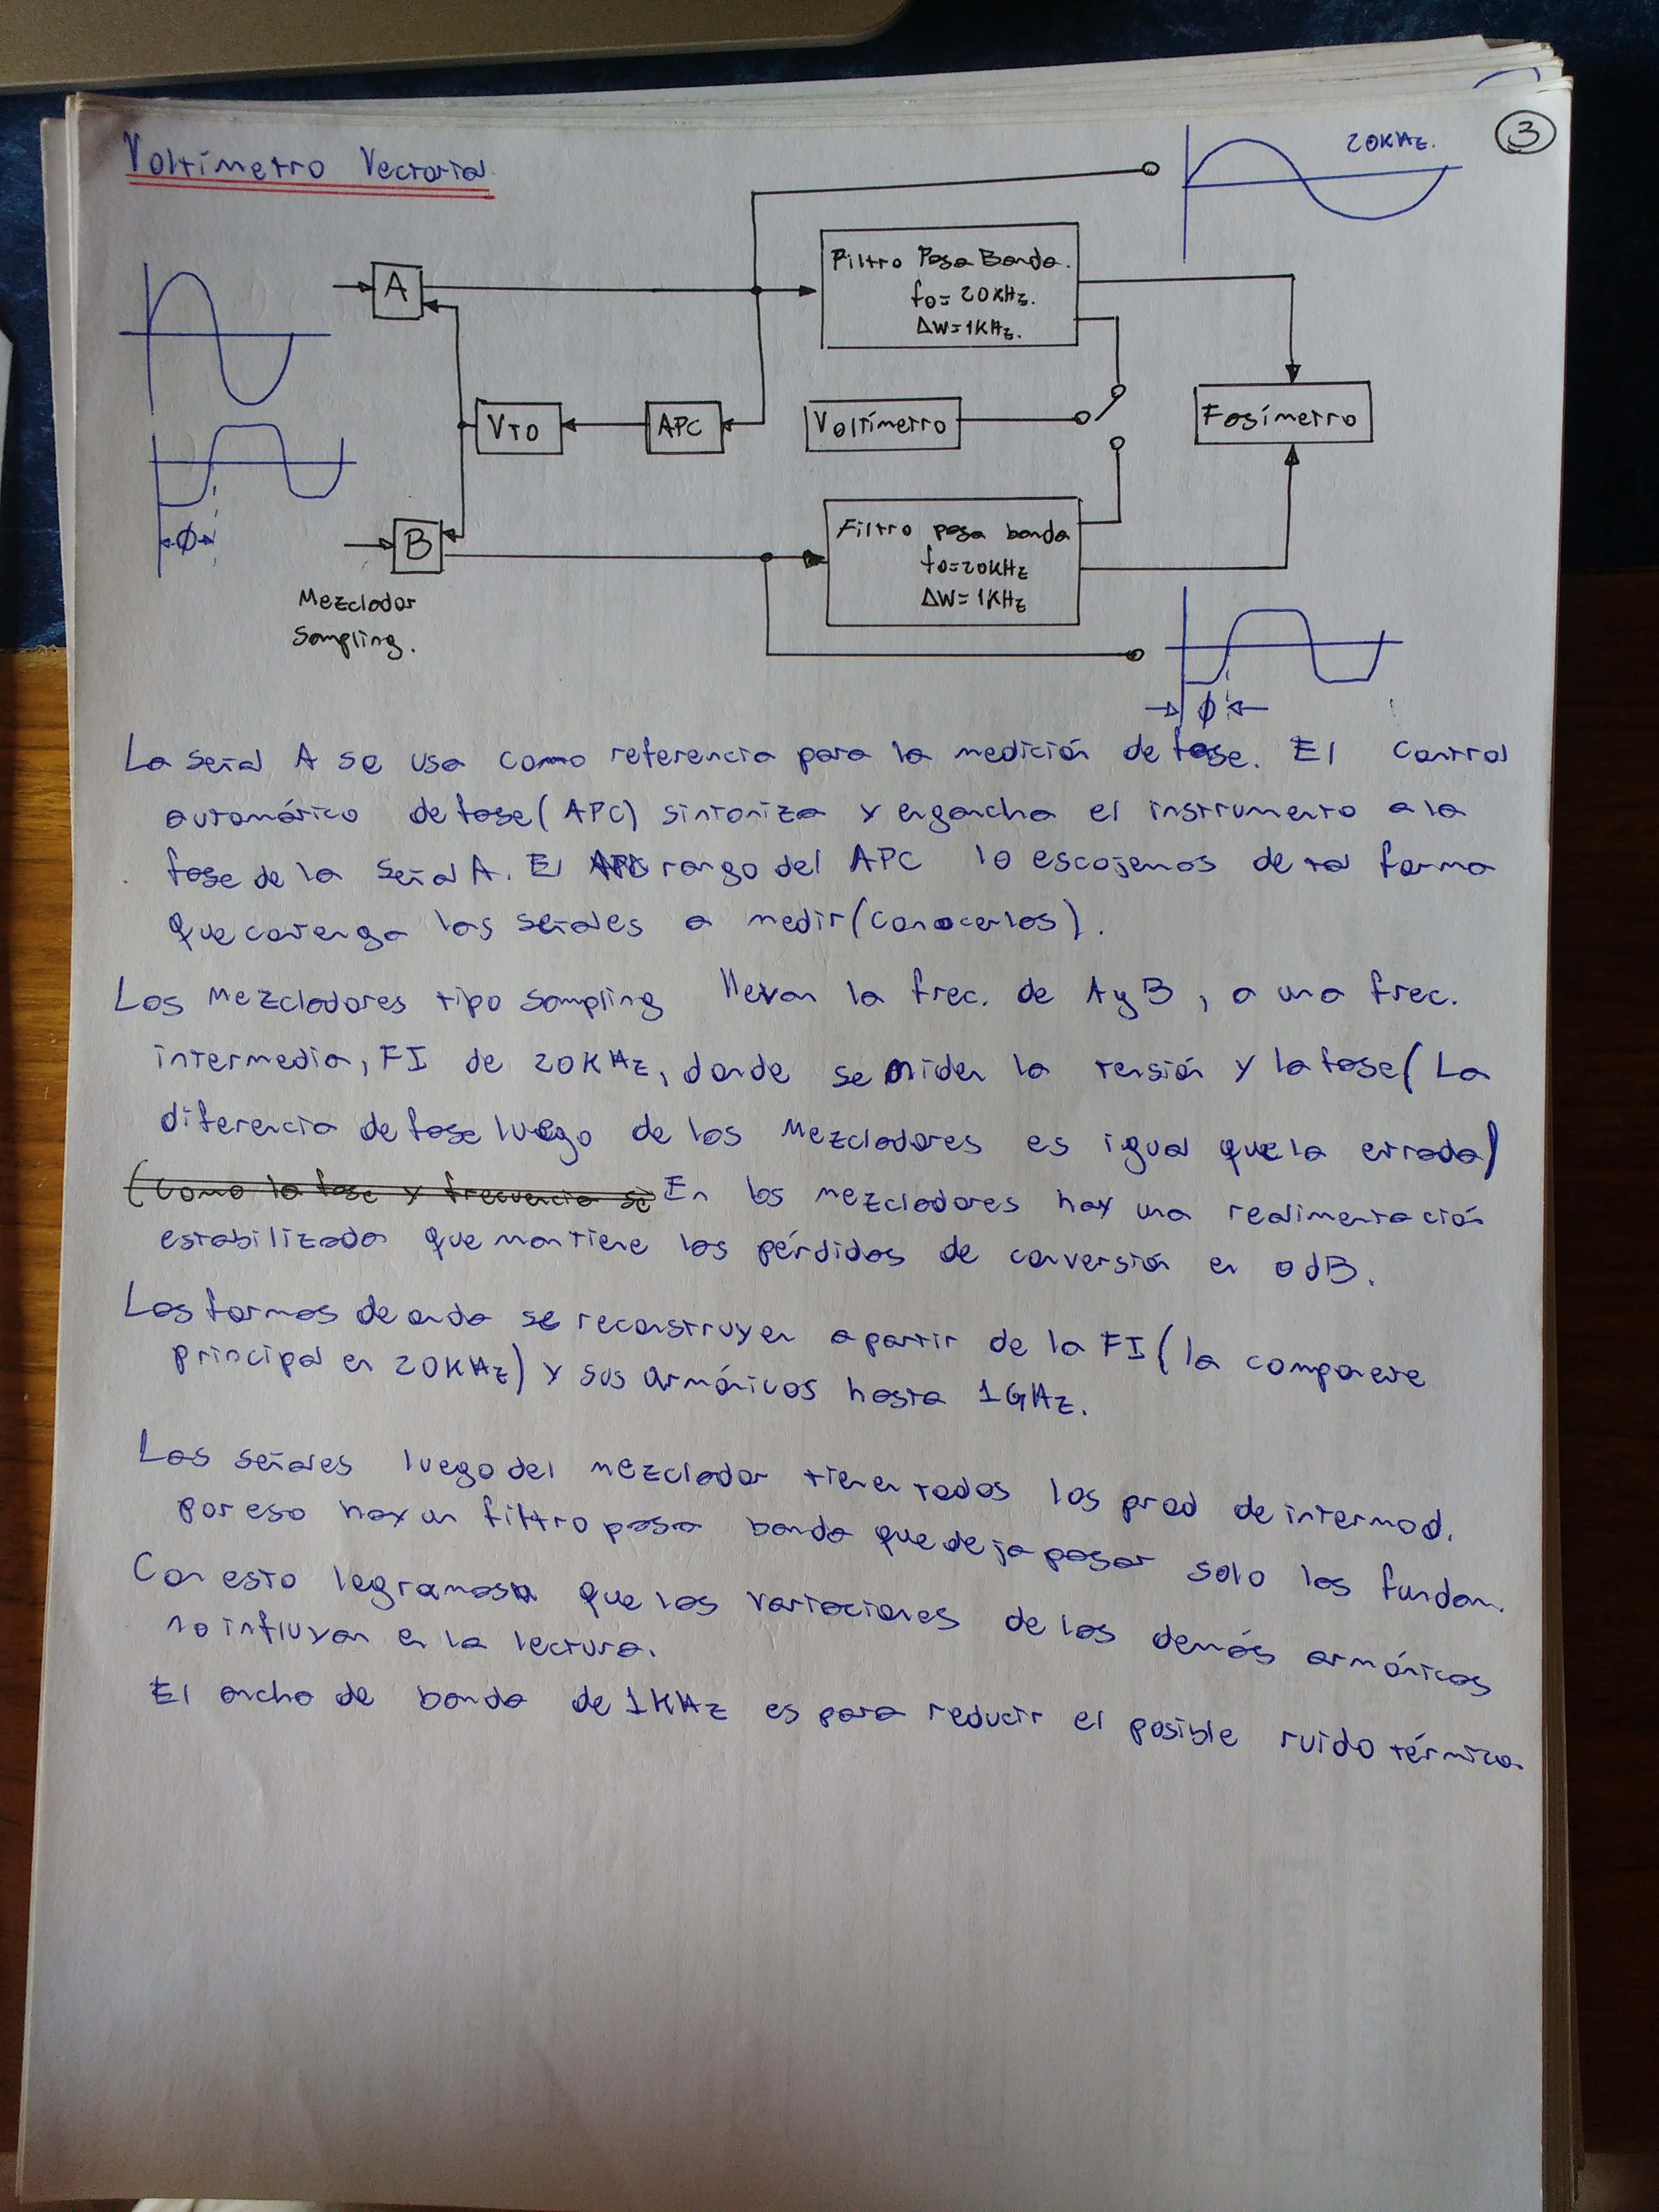 Voltímetro Vectorial.
3
20KHz.
A
Filtro Pasa Banda.
fo= 20KHz.
ΔW=1KHz.
VTO
APC
Voltímetro
Fasímetro
ϕ
B
Filtro pasa banda
fo=20KHz
ΔW=1KHz
Mezclador
Sampling.
ϕ
La señal A se usa como referencia para la medición de fase. El control
automático de fase (APC) sintoniza y engancha el instrumento a la
fase de la señal A. El rango del APC lo escojemos de tal forma
que contenga las señales a medir (conocerlas).
Los Mezcladores tipo Sampling llevan la frec. de A y B, a una frec.
intermedia, FI de 20KHz, donde se miden la tensión y la fase (La
diferencia de fase luego de los Mezcladores es igual que la entrada)
(Como la fase y frecuencia se En los mezcladores hay una realimentación
estabilizada que mantiene las pérdidas de conversión en 0dB.
Las formas de onda se reconstruyen a partir de la FI (la componente
principal en 20KHz) y sus armónicos hasta 1GHz.
Las señales luego del mezclador tienen todos los prod de intermod.
por eso hay un filtro pasa banda que deja pasar solo las fundam.
Con esto logramos que las variaciones de los demás armónicos
no influyan en la lectura.
El ancho de banda de 1KHz es para reducir el posible ruido térmico.